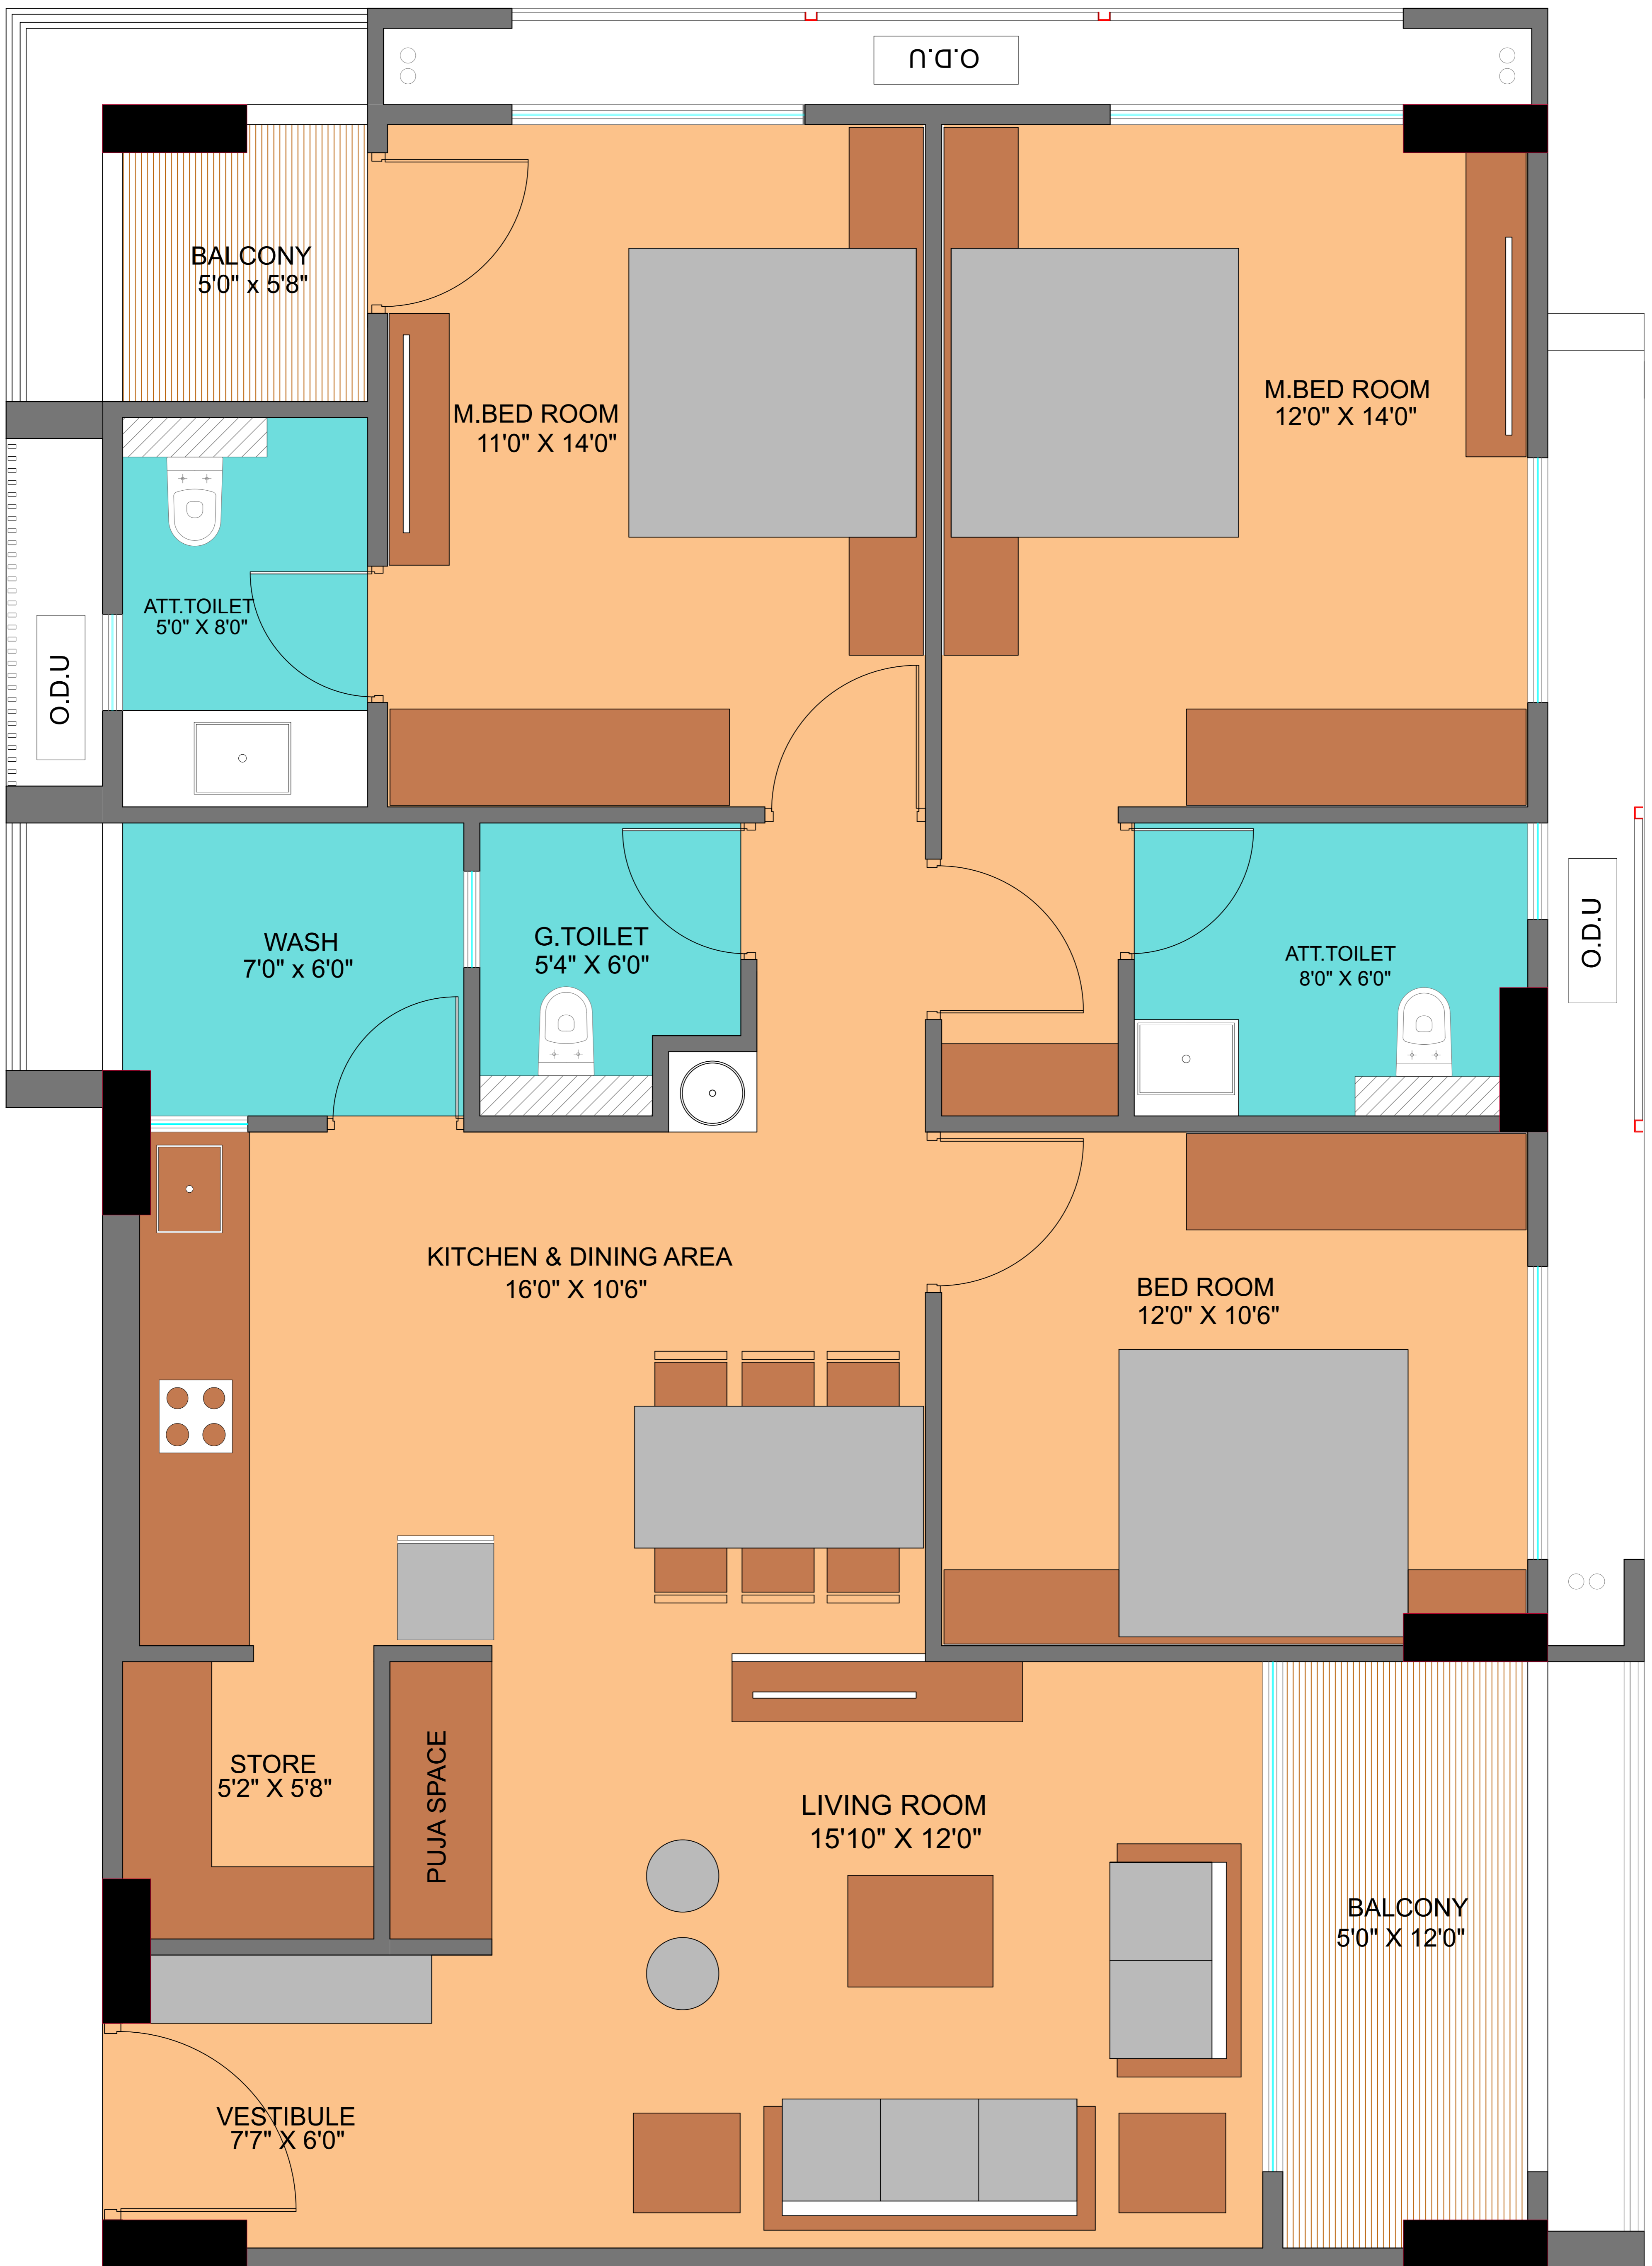 O.D.U
BALCONY
5'0" x 5'8"
M.BED ROOM
11'0" X 14'0"
M.BED ROOM
12'0" X 14'0"
ATT.TOILET
5'0" X 8'0"
O.D.U
WASH
7'0" x 6'0"
G.TOILET
5'4" X 6'0"
ATT.TOILET
8'0" X 6'0"
O.D.U
KITCHEN & DINING AREA
16'0" X 10'6"
BED ROOM
12'0" X 10'6"
STORE
5'2" X 5'8"
PUJA SPACE
LIVING ROOM
15'10" X 12'0"
BALCONY
5'0" X 12'0"
VESTIBULE
7'7" X 6'0"